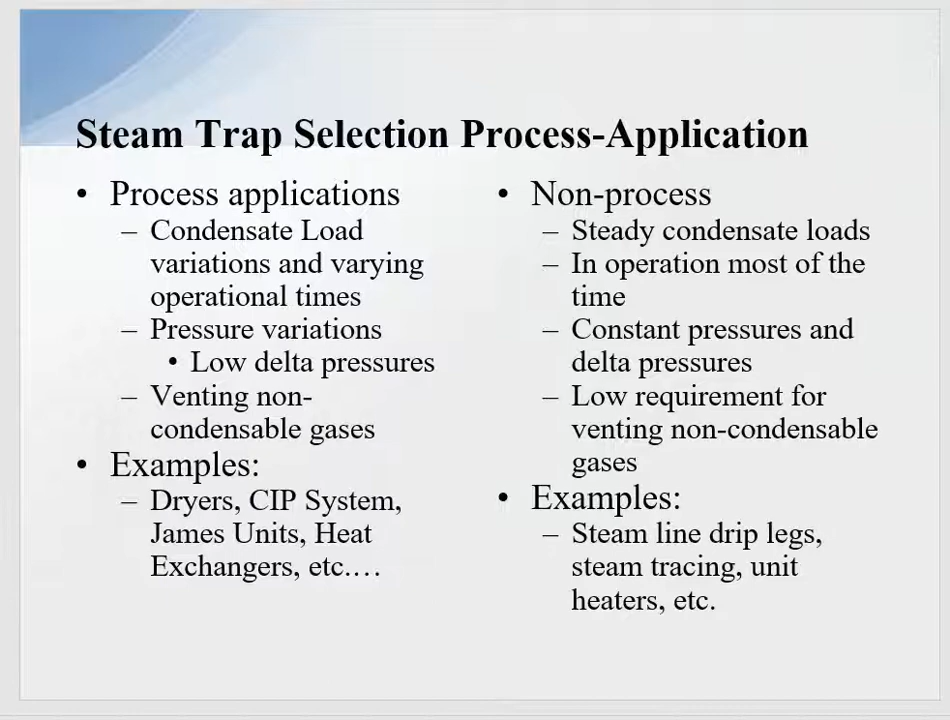 Steam Trap Selection Process-Application
• Process applications
– Condensate Load
variations and varying
operational times
– Pressure variations
• Low delta pressures
– Venting non-
condensable gases
• Examples:
– Dryers, CIP System,
James Units, Heat
Exchangers, etc.…
• Non-process
– Steady condensate loads
– In operation most of the
time
– Constant pressures and
delta pressures
– Low requirement for
venting non-condensable
gases
• Examples:
– Steam line drip legs,
steam tracing, unit
heaters, etc.